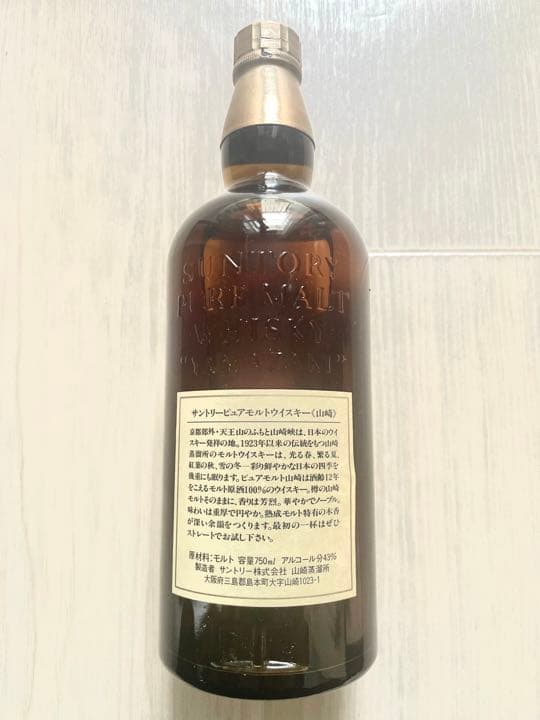 SUNTORY
PURE MALT
WHISKY
"YAMAZAKI"
サントリーピュアモルトウイスキー〈山崎〉
京都郊外・天王山のふもと山崎峡は、日本のウイ
スキー発祥の地。1923年以来の伝統をもつ山崎
蒸溜所のモルトウイスキーは、光る春、繁る夏、
紅葉の秋、雪の冬─彩り鮮やかな日本の四季を
幾重にも眠ります。ピュアモルト山崎は酒齢12年
をこえるモルト原酒100%のウイスキー。樽の山崎
モルトそのままに、香りは芳烈。華やかでノーブル。
味わいは重厚で円やか。熟成モルト特有の木香
が深い余韻をつくります。最初の一杯はぜひ
ストレートでお試し下さい。
原材料:モルト 容量750ml アルコール分43%
製造者 サントリー株式会社 山崎蒸溜所
大阪府三島郡島本町大字山崎1023-1